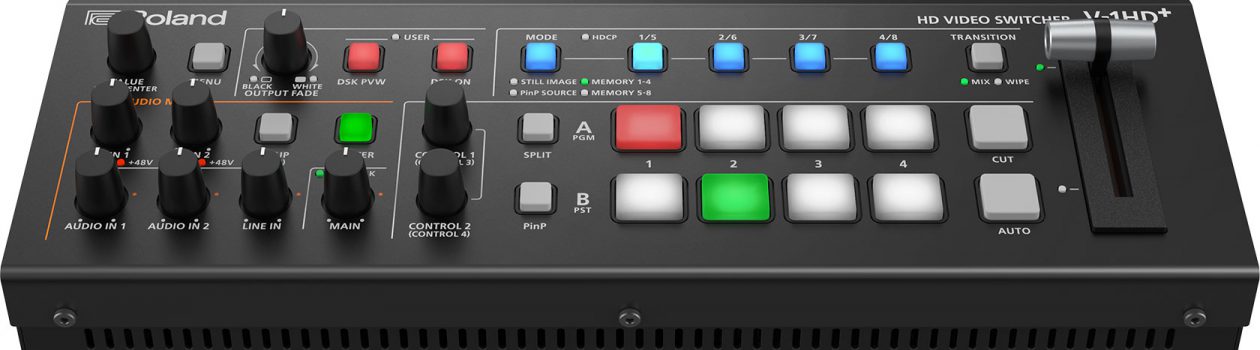 Roland
HD VIDEO SWITCHER V-1HD+
USER
MODE
HDCP
1/5
2/6
3/7
4/8
TRANSITION
DSK PVW
BLACK
WHITE
OUTPUT FADE
STILL IMAGE
MEMORY 1-4
PinP SOURCE
MEMORY 5-8
MIX
WIPE
A
PGM
SPLIT
1
2
3
4
CUT
+48V
+48V
B
PST
PinP
AUTO
AUDIO IN 1
AUDIO IN 2
LINE IN
MAIN
CONTROL 2
(CONTROL 4)